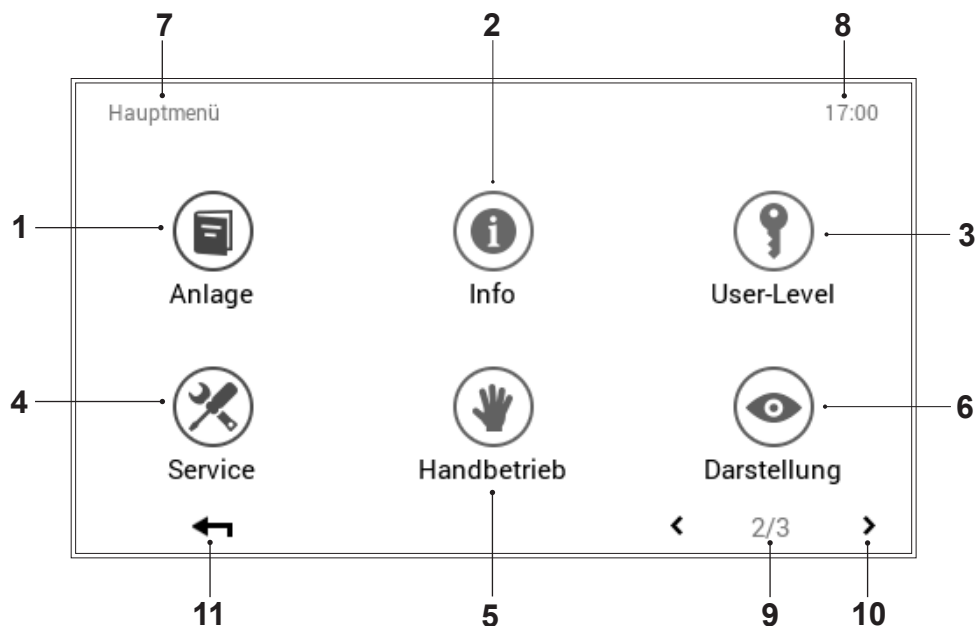 7 2 8
Hauptmenü 17:00
1 3
Anlage Info User-Level
4 6
Service Handbetrieb Darstellung
2/3
11 5 9 10